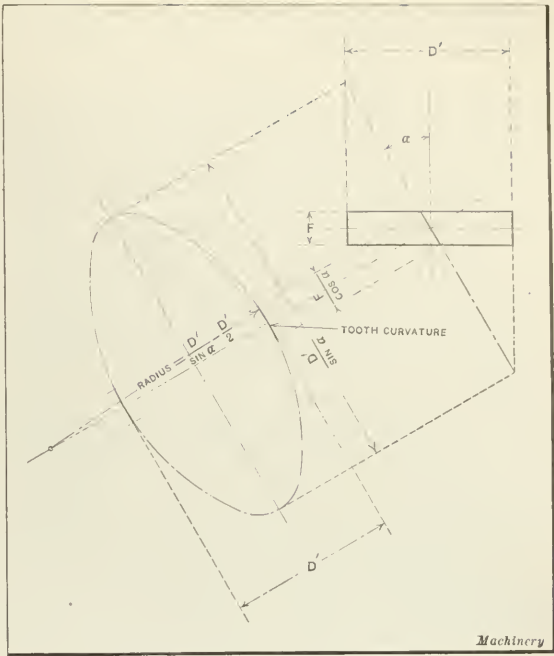 D'
α
F
F
COS α
RADIUS = D' D'
SIN α 2
TOOTH CURVATURE
D'
SIN α
D'
Machinery